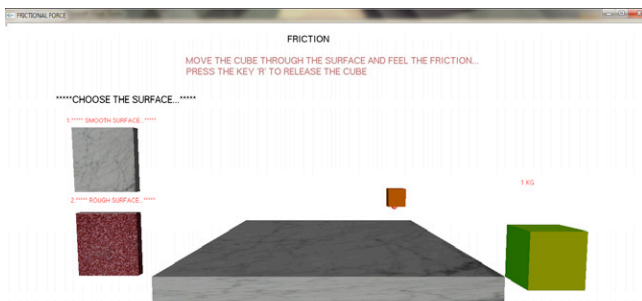 FRICTIONAL FORCE
FRICTION
MOVE THE CUBE THROUGH THE SURFACE AND FEEL THE FRICTION...
PRESS THE KEY 'R' TO RELEASE THE CUBE
*****CHOOSE THE SURFACE...*****
1.***** SMOOTH SURFACE...*****
1 KG
2.***** ROUGH SURFACE...*****